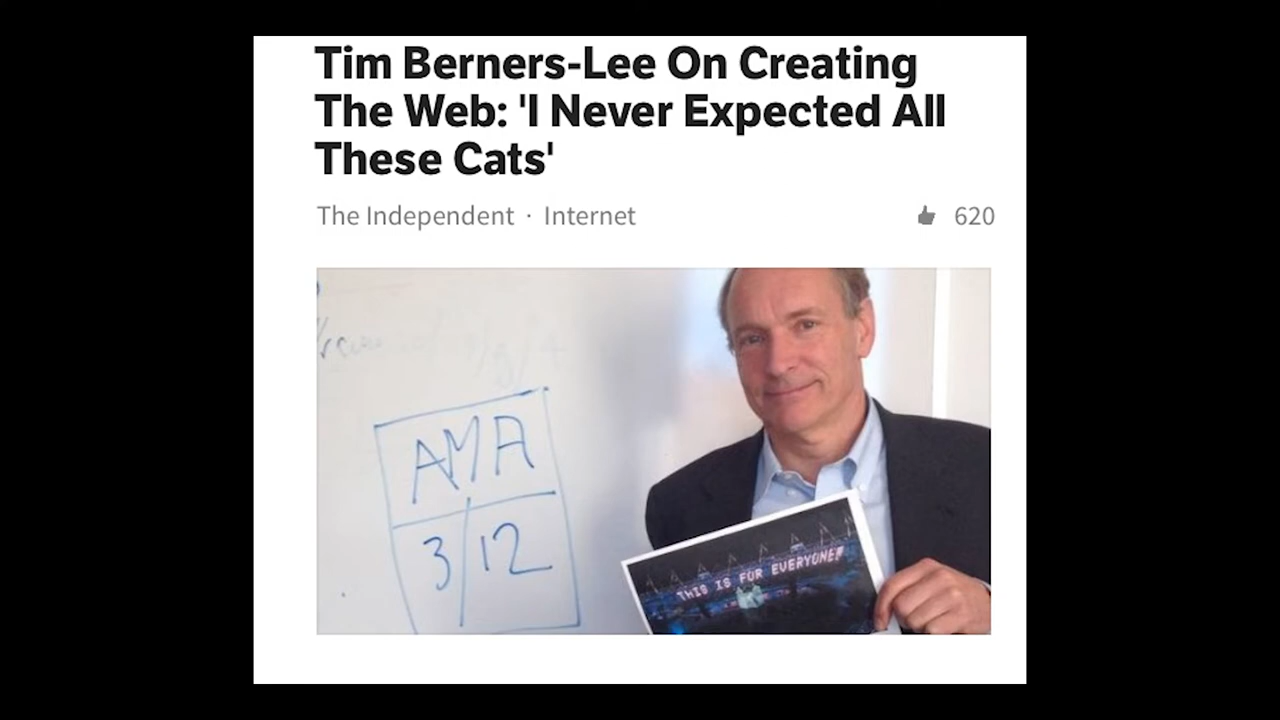 Tim Berners-Lee On Creating
The Web: 'I Never Expected All
These Cats'
The Independent · Internet 620
AMA
3/12
THIS IS FOR EVERYONE